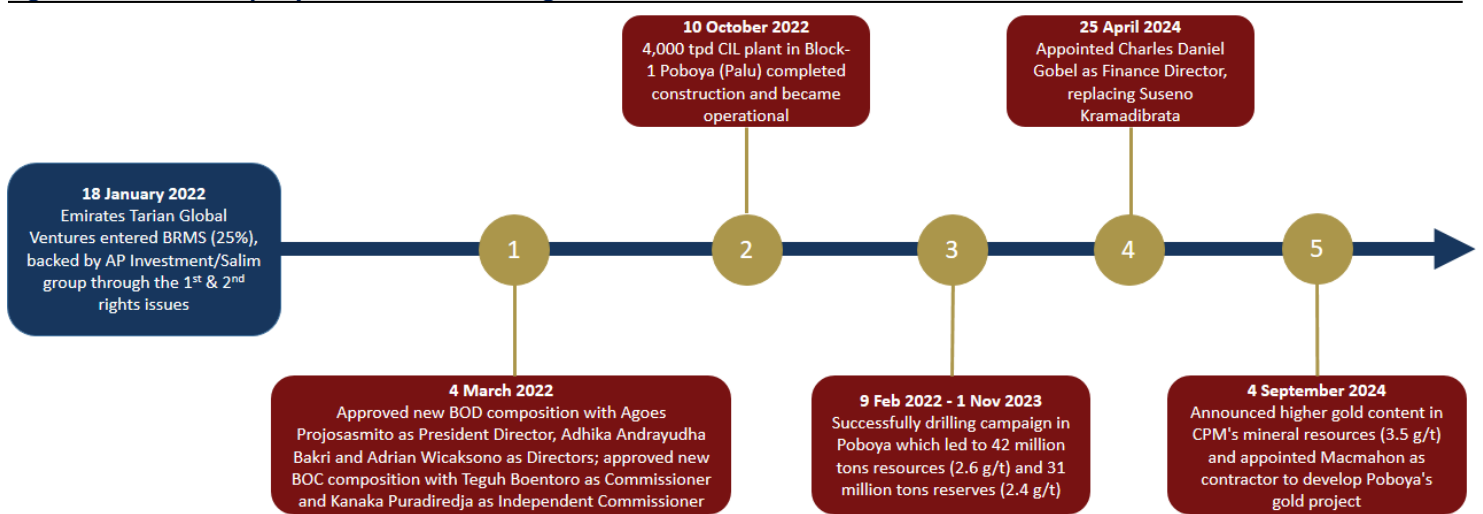 10 October 2022
4,000 tpd CIL plant in Block-
1 Poboya (Palu) completed
construction and became
operational
25 April 2024
Appointed Charles Daniel
Gobel as Finance Director,
replacing Suseno
Kramadibrata
18 January 2022
Emirates Tarian Global
Ventures entered BRMS (25%),
backed by AP Investment/Salim
group through the 1st & 2nd
rights issues
1
2
3
4
5
4 March 2022
Approved new BOD composition with Agoes
Projosasmito as President Director, Adhika Andrayudha
Bakri and Adrian Wicaksono as Directors; approved new
BOC composition with Teguh Boentoro as Commissioner
and Kanaka Puradiredja as Independent Commissioner
9 Feb 2022 - 1 Nov 2023
Successfully drilling campaign in
Poboya which led to 42 million
tons resources (2.6 g/t) and 31
million tons reserves (2.4 g/t)
4 September 2024
Announced higher gold content in
CPM's mineral resources (3.5 g/t)
and appointed Macmahon as
contractor to develop Poboya's
gold project